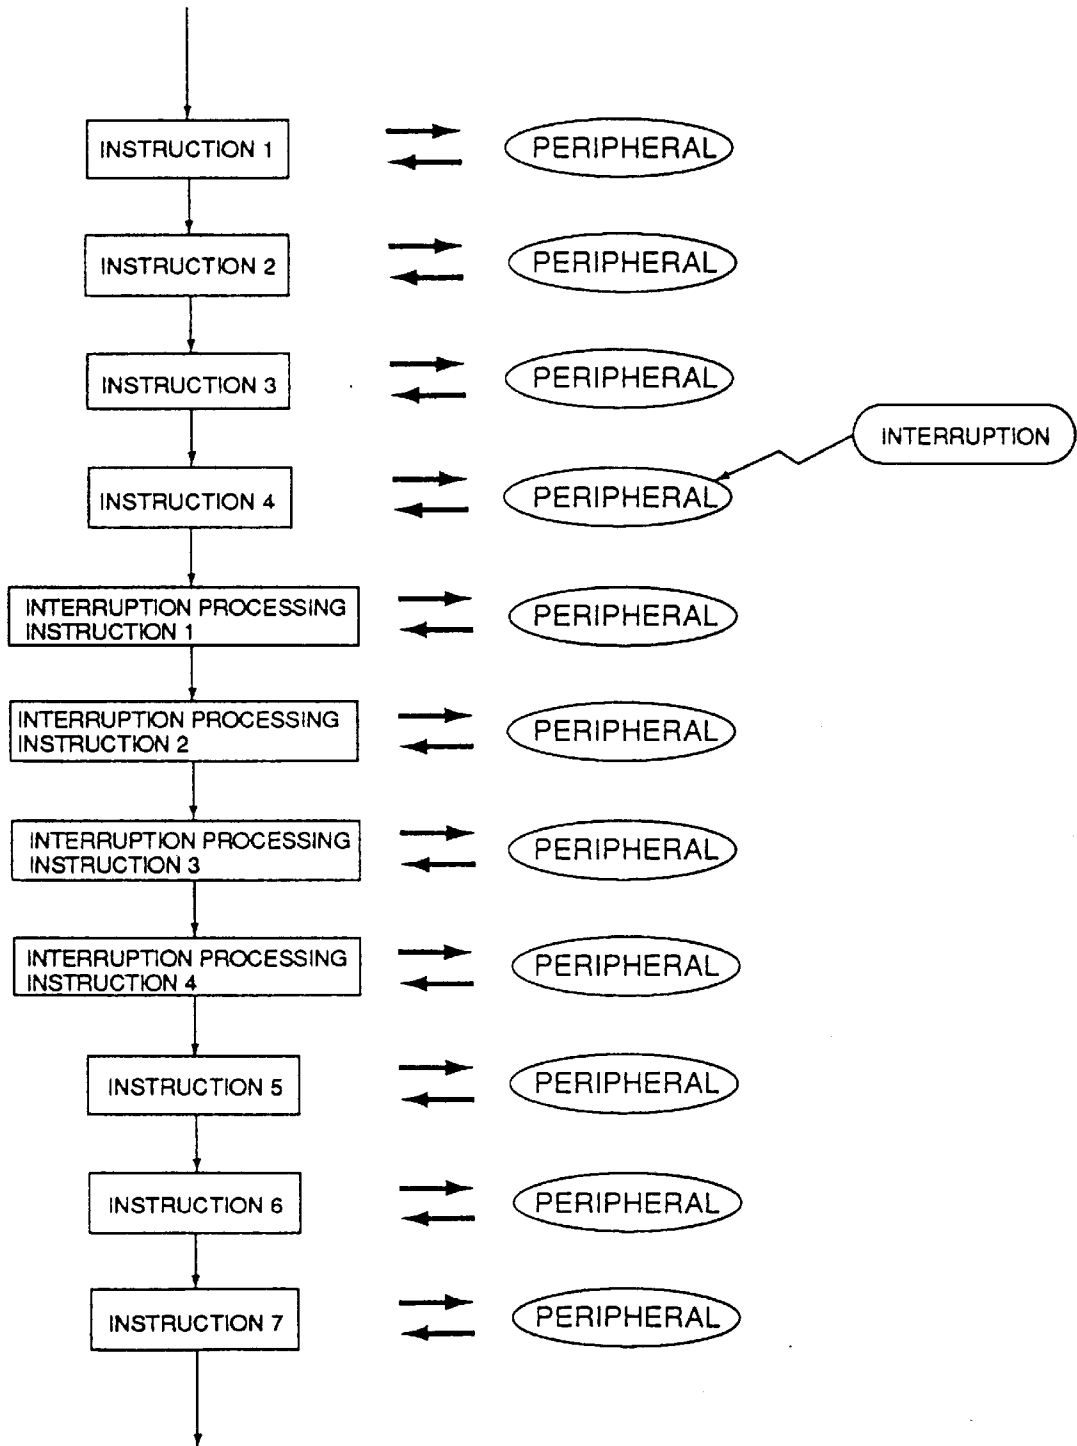 INSTRUCTION 1
PERIPHERAL
INSTRUCTION 2
PERIPHERAL
INSTRUCTION 3
PERIPHERAL
INTERRUPTION
INSTRUCTION 4
PERIPHERAL
INTERRUPTION PROCESSING
INSTRUCTION 1
PERIPHERAL
INTERRUPTION PROCESSING
INSTRUCTION 2
PERIPHERAL
INTERRUPTION PROCESSING
INSTRUCTION 3
PERIPHERAL
INTERRUPTION PROCESSING
INSTRUCTION 4
PERIPHERAL
INSTRUCTION 5
PERIPHERAL
INSTRUCTION 6
PERIPHERAL
INSTRUCTION 7
PERIPHERAL